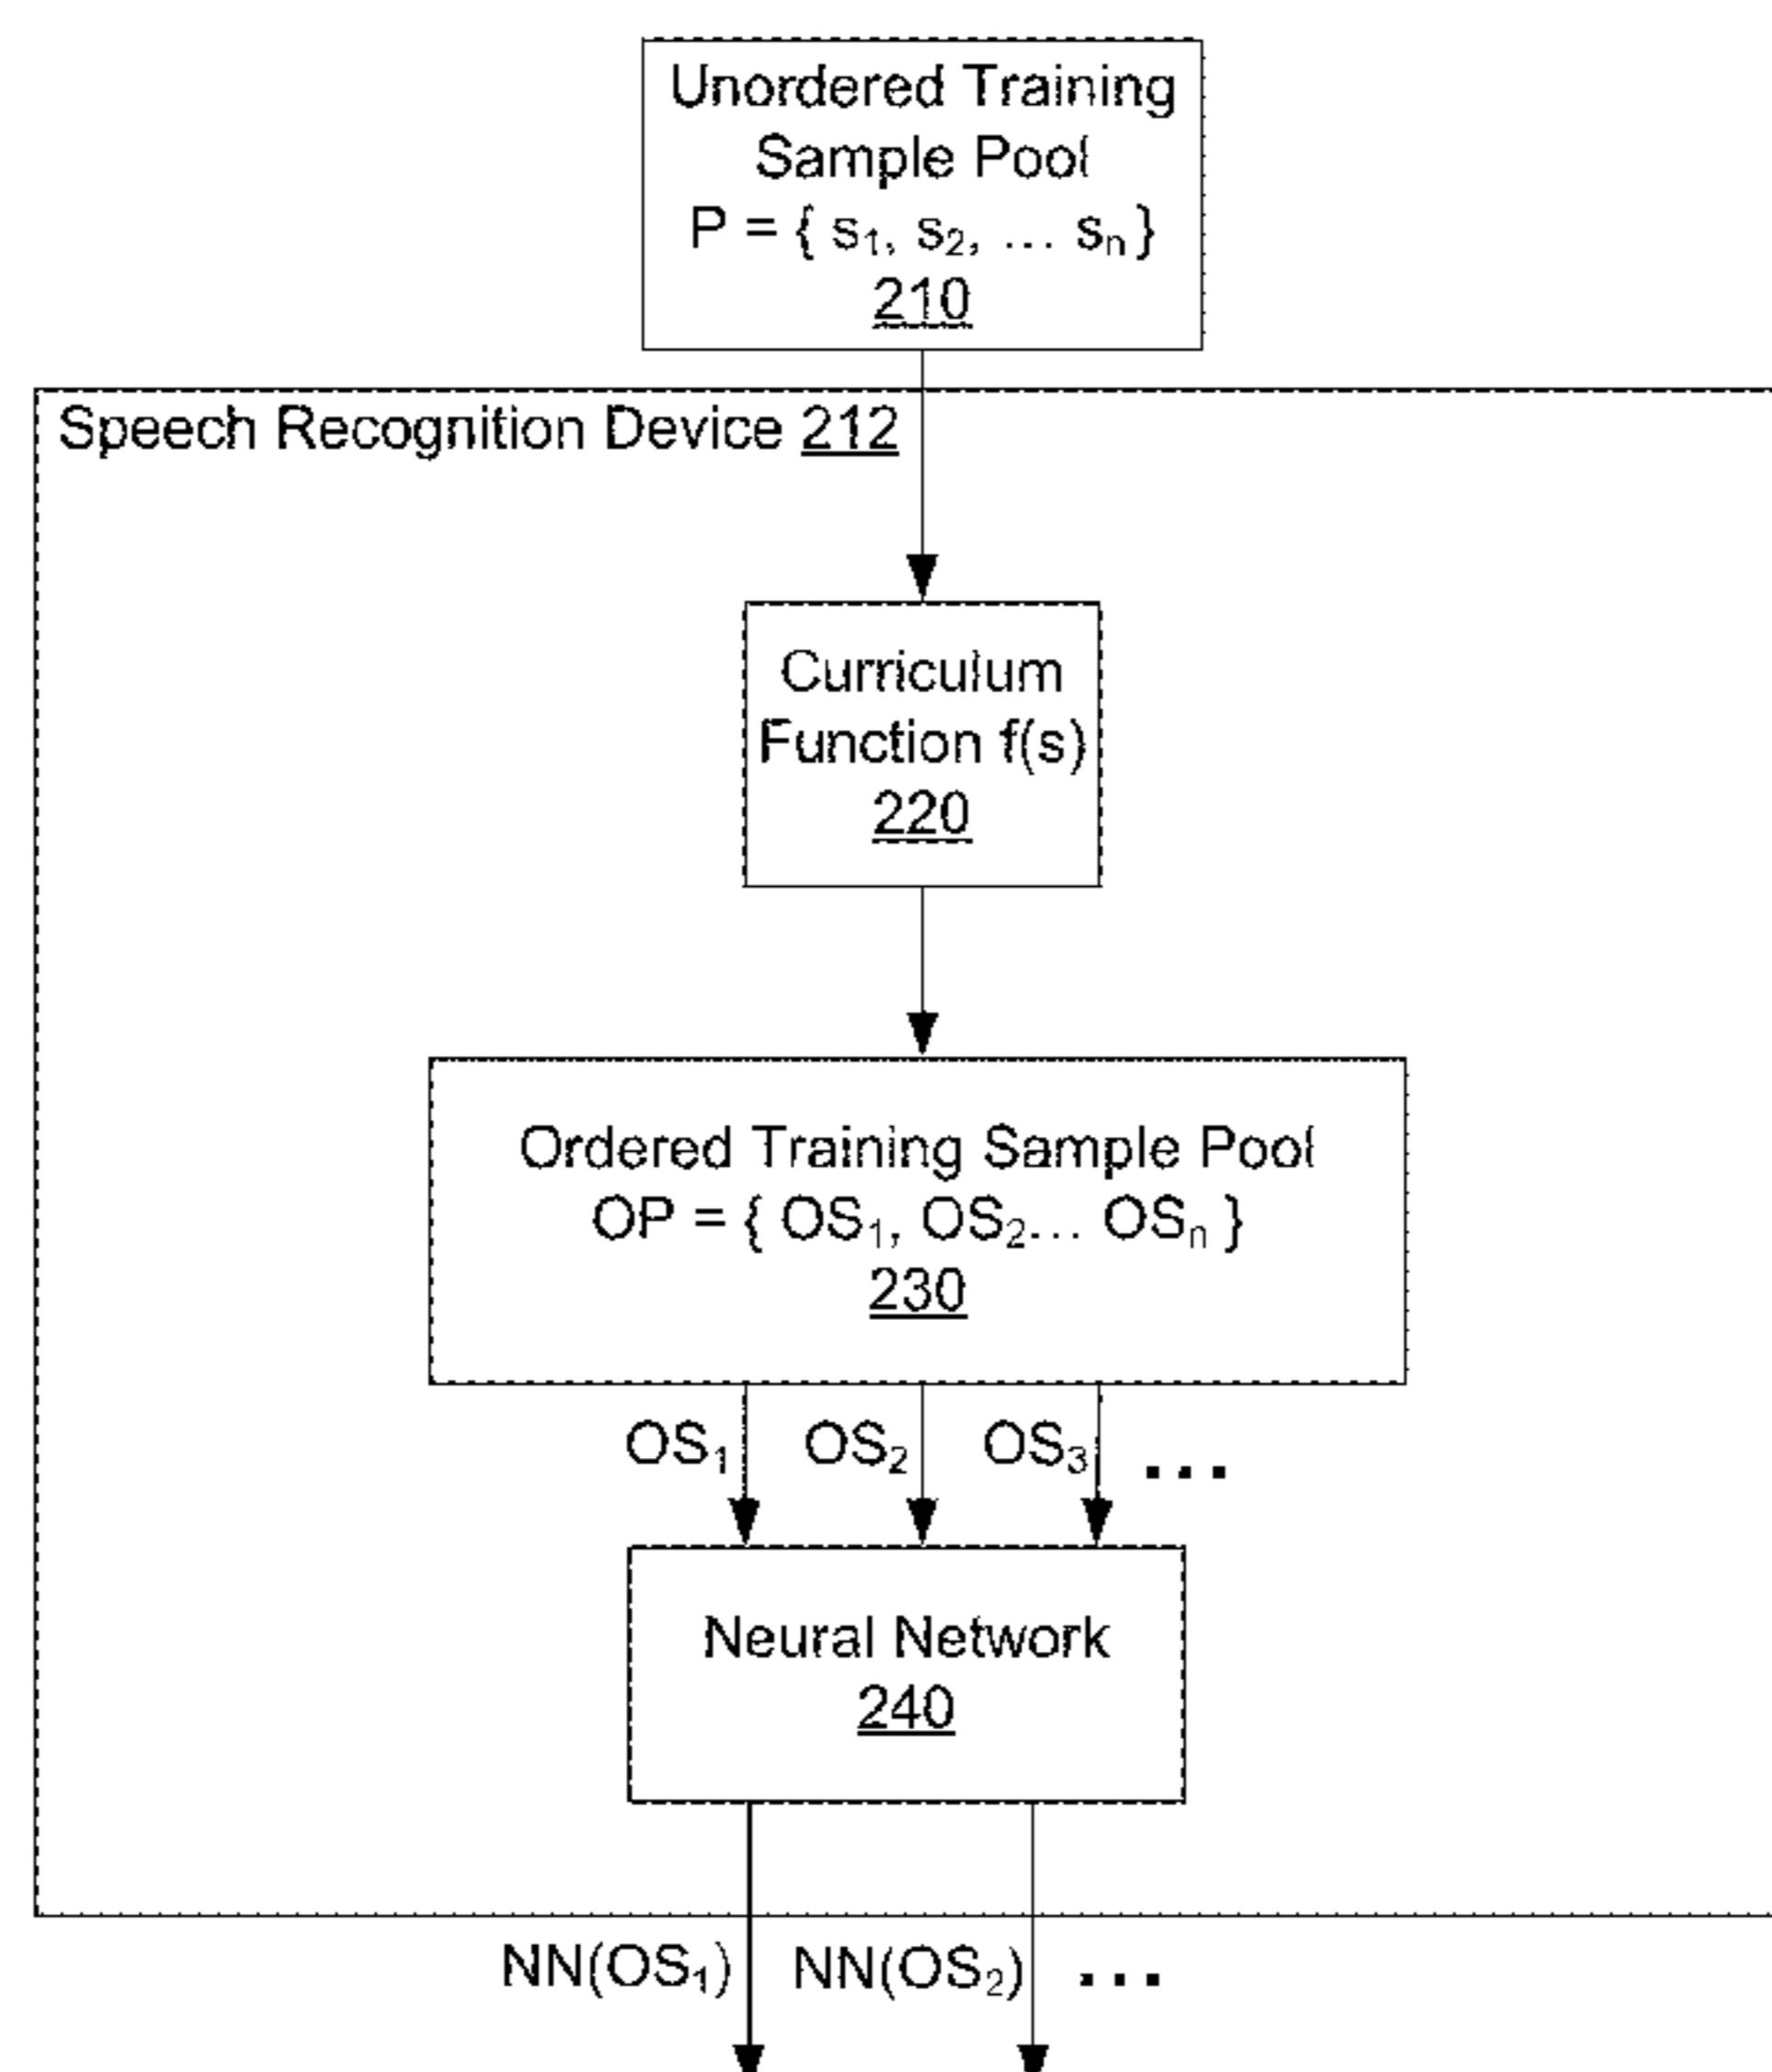 Unordered Training
Sample Pool
P = { s₁, s₂, … sₙ }
210
Speech Recognition Device 212
Curriculum
Function f(s)
220
Ordered Training Sample Pool
OP = { OS₁, OS₂… OSₙ }
230
OS₁ OS₂ OS₃ …
Neural Network
240
NN(OS₁) NN(OS₂) …